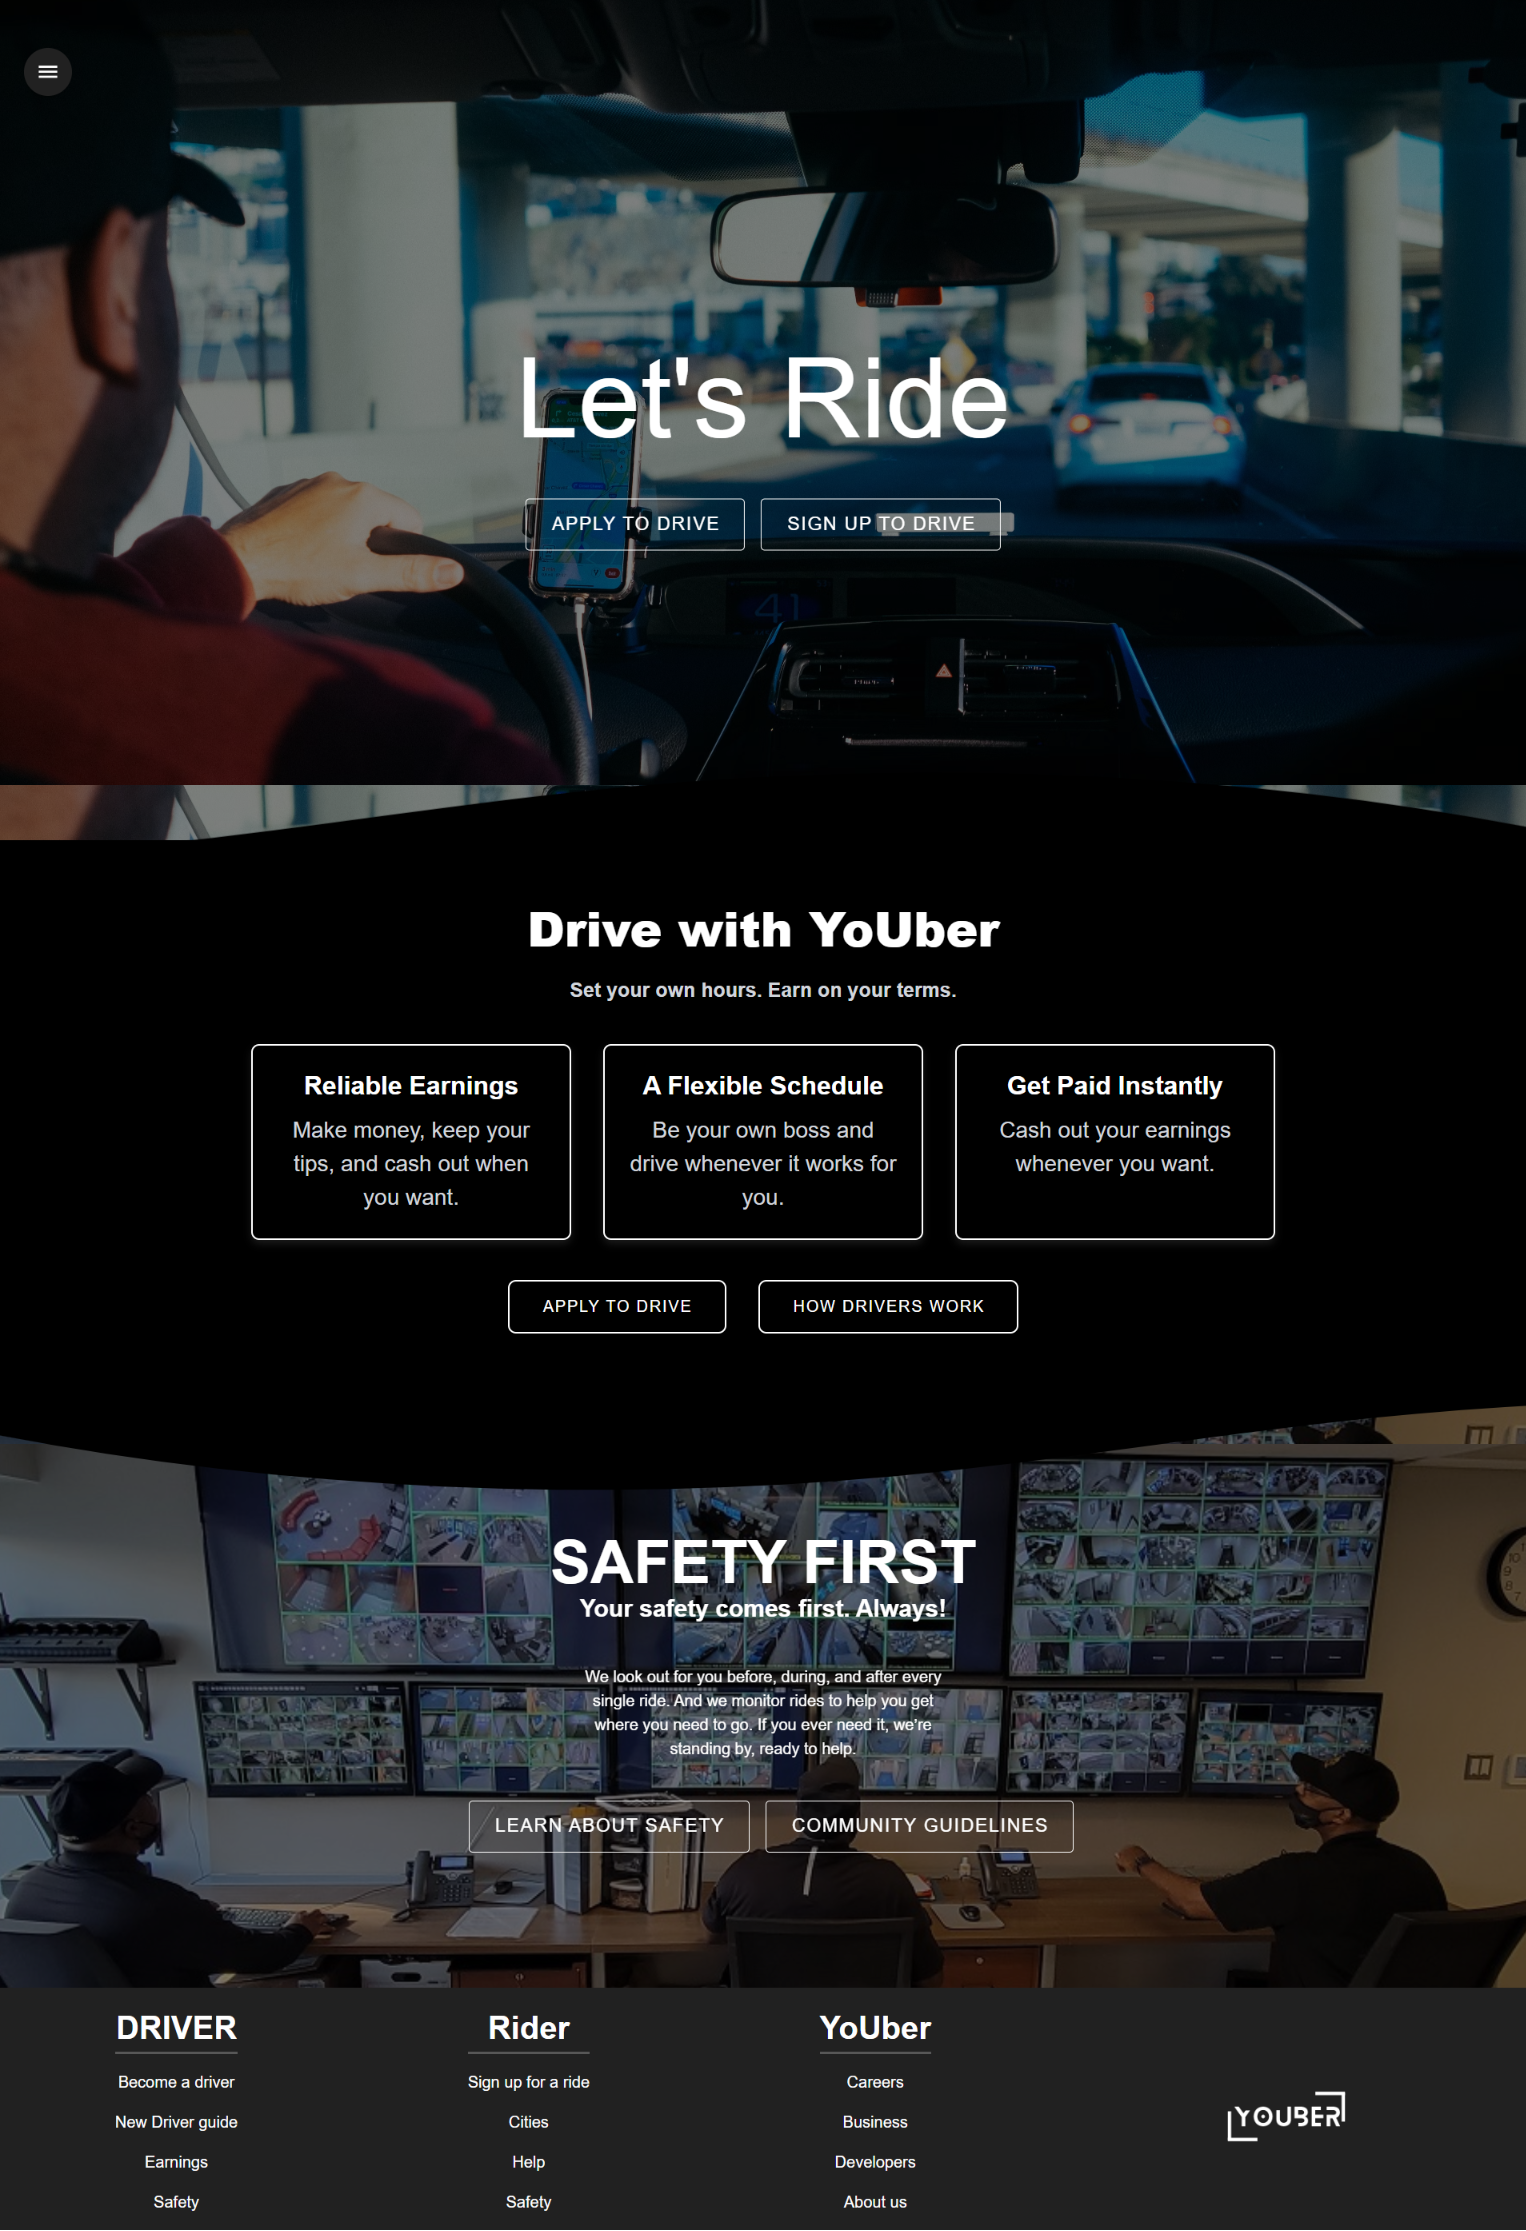 Let's Ride
APPLY TO DRIVE
SIGN UP TO DRIVE
41
Drive with YoUber
Set your own hours. Earn on your terms.
Reliable Earnings
Make money, keep your
tips, and cash out when
you want.
A Flexible Schedule
Be your own boss and
drive whenever it works for
you.
Get Paid Instantly
Cash out your earnings
whenever you want.
APPLY TO DRIVE
HOW DRIVERS WORK
SAFETY FIRST
Your safety comes first. Always!
We look out for you before, during, and after every
single ride. And we monitor rides to help you get
where you need to go. If you ever need it, we're
standing by, ready to help.
LEARN ABOUT SAFETY
COMMUNITY GUIDELINES
DRIVER
Become a driver
New Driver guide
Earnings
Safety
Rider
Sign up for a ride
Cities
Help
Safety
YoUber
Careers
Business
Developers
About us
YOUBER